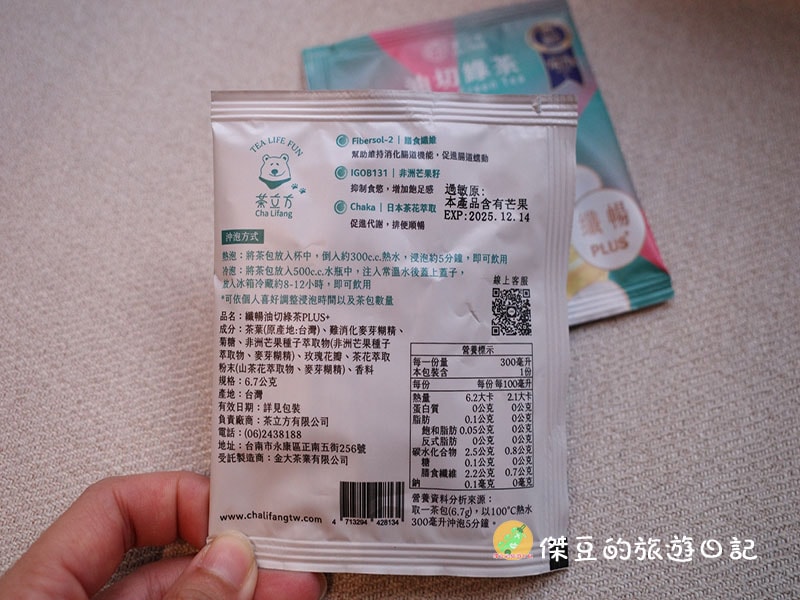 油切綠茶
纖暢
PLUS+
TEA LIFE FUN
茶立方
Cha Lifang
Fibersol-2｜膳食纖維
幫助維持消化腸道機能，促進腸道蠕動
IGOB131｜非洲芒果籽
抑制食慾，增加飽足感
Chaka｜日本茶花萃取
促進代謝，排便順暢
過敏原:
本產品含有芒果
EXP:2025.12.14
沖泡方式
熱泡：將茶包放入杯中，倒入約300c.c.熱水，浸泡約5分鐘，即可飲用
冷泡：將茶包放入500c.c.水瓶中，注入常溫水後蓋上蓋子，
放入冰箱冷藏約8-12小時，即可飲用
*可依個人喜好調整浸泡時間以及茶包數量
線上客服
品名：纖暢油切綠茶PLUS+
成分：茶葉(原產地:台灣)、難消化麥芽糊精、
菊糖、非洲芒果種子萃取物(非洲芒果種子
萃取物、麥芽糊精)、玫瑰花瓣、茶花萃取
粉末(山茶花萃取物、麥芽糊精)、香料
規格：6.7公克
產地：台灣
有效日期：詳見包裝
負責廠商：茶立方有限公司
電話：(06)2438188
地址：台南市永康區正南五街256號
受託製造商：金大茶業有限公司
營養標示
每一份量 300毫升
本包裝含 1份
每份 每份 每100毫升
熱量 6.2大卡 2.1大卡
蛋白質 0公克 0公克
脂肪 0.1公克 0公克
飽和脂肪 0.05公克 0公克
反式脂肪 0公克 0公克
碳水化合物 2.5公克 0.8公克
糖 0.1公克 0公克
膳食纖維 2.2公克 0.7公克
鈉 0.1毫克 0毫克
營養資料分析來源：
取一茶包(6.7g)，以100°C熱水
300毫升沖泡5分鐘。
www.chalifangtw.com
4 713294 428134
傑豆的旅遊日記